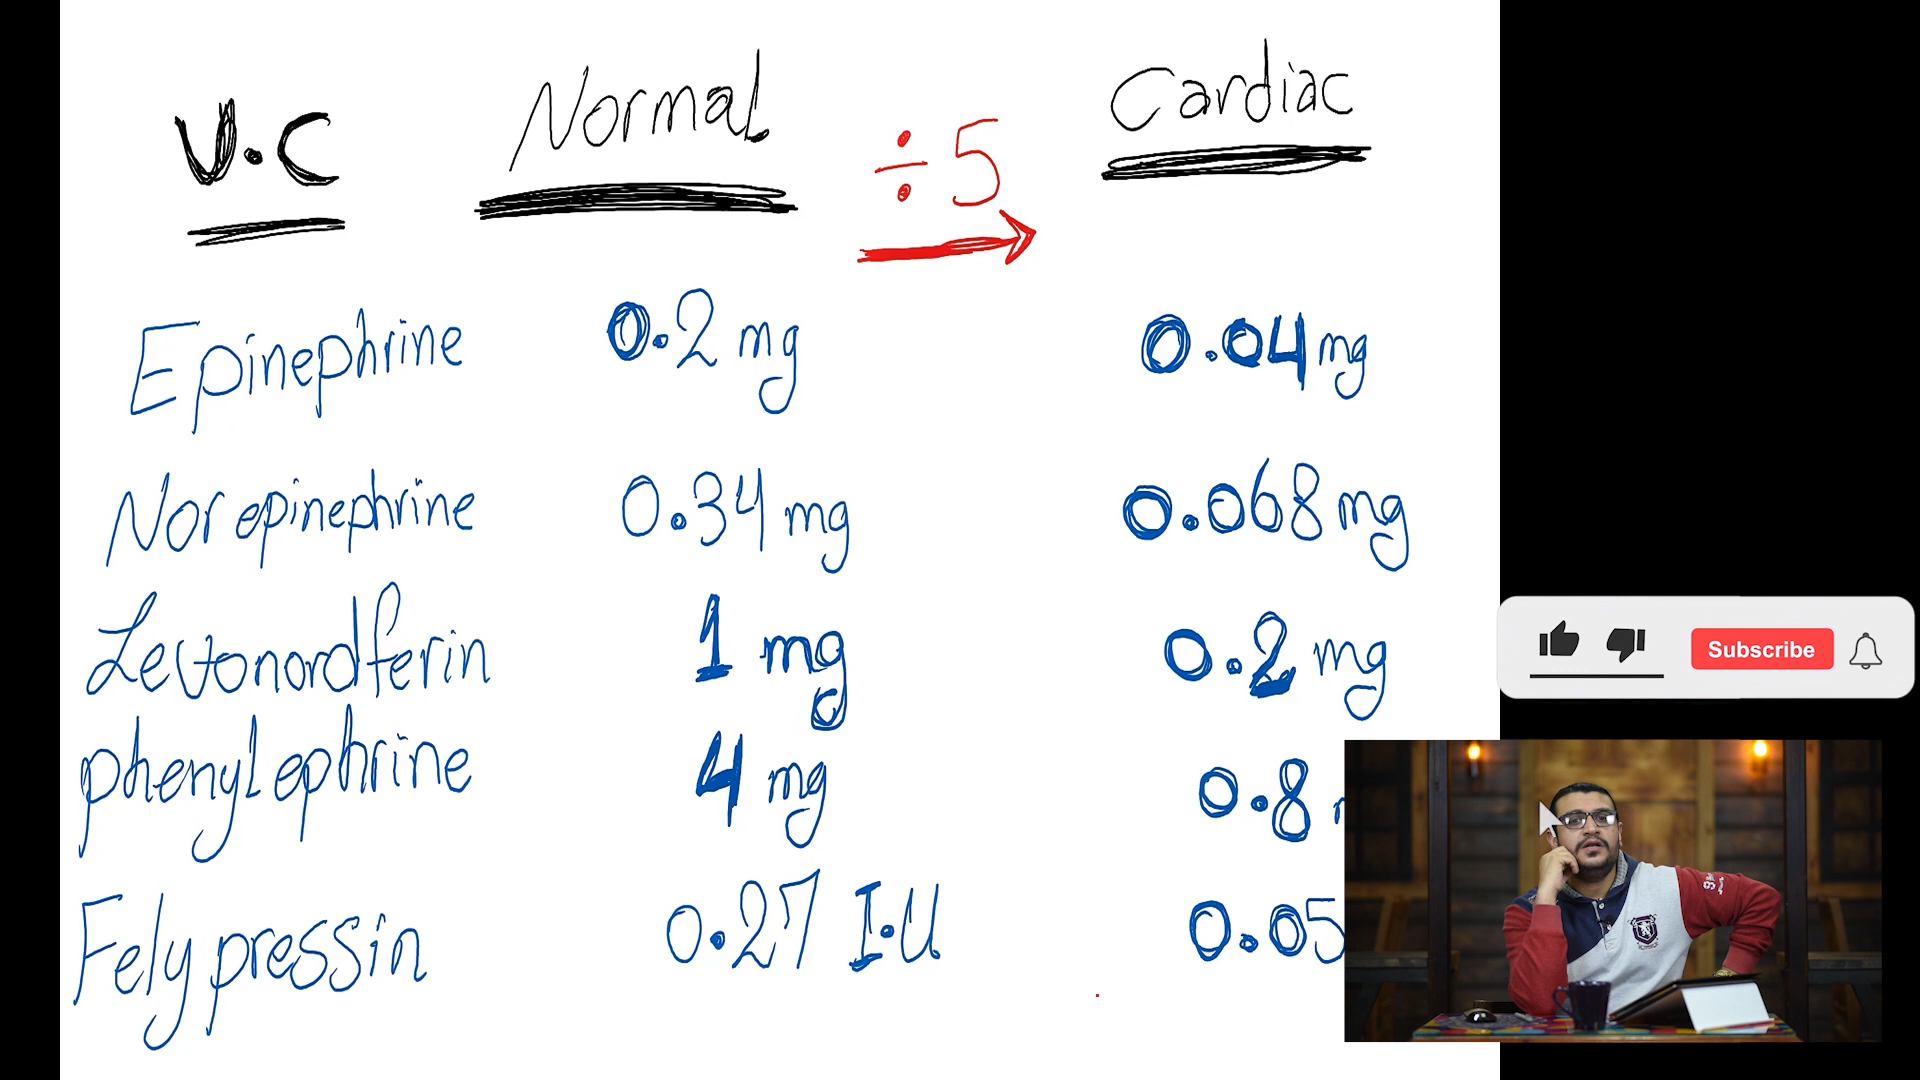 V.C Normal ÷5 Cardiac
Epinephrine 0.2 mg 0.04 mg
Norepinephrine 0.34 mg 0.068 mg
Levonordferin 1 mg 0.2 mg
phenylephrine 4 mg 0.8
Felypressin 0.27 I.U 0.05
Subscribe